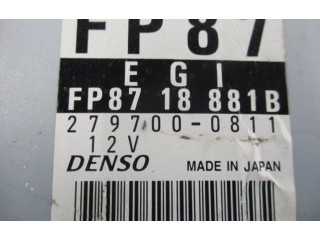 FP87
EGI
FP87 18 881B
279700-0811
12V
DENSO MADE IN JAPAN